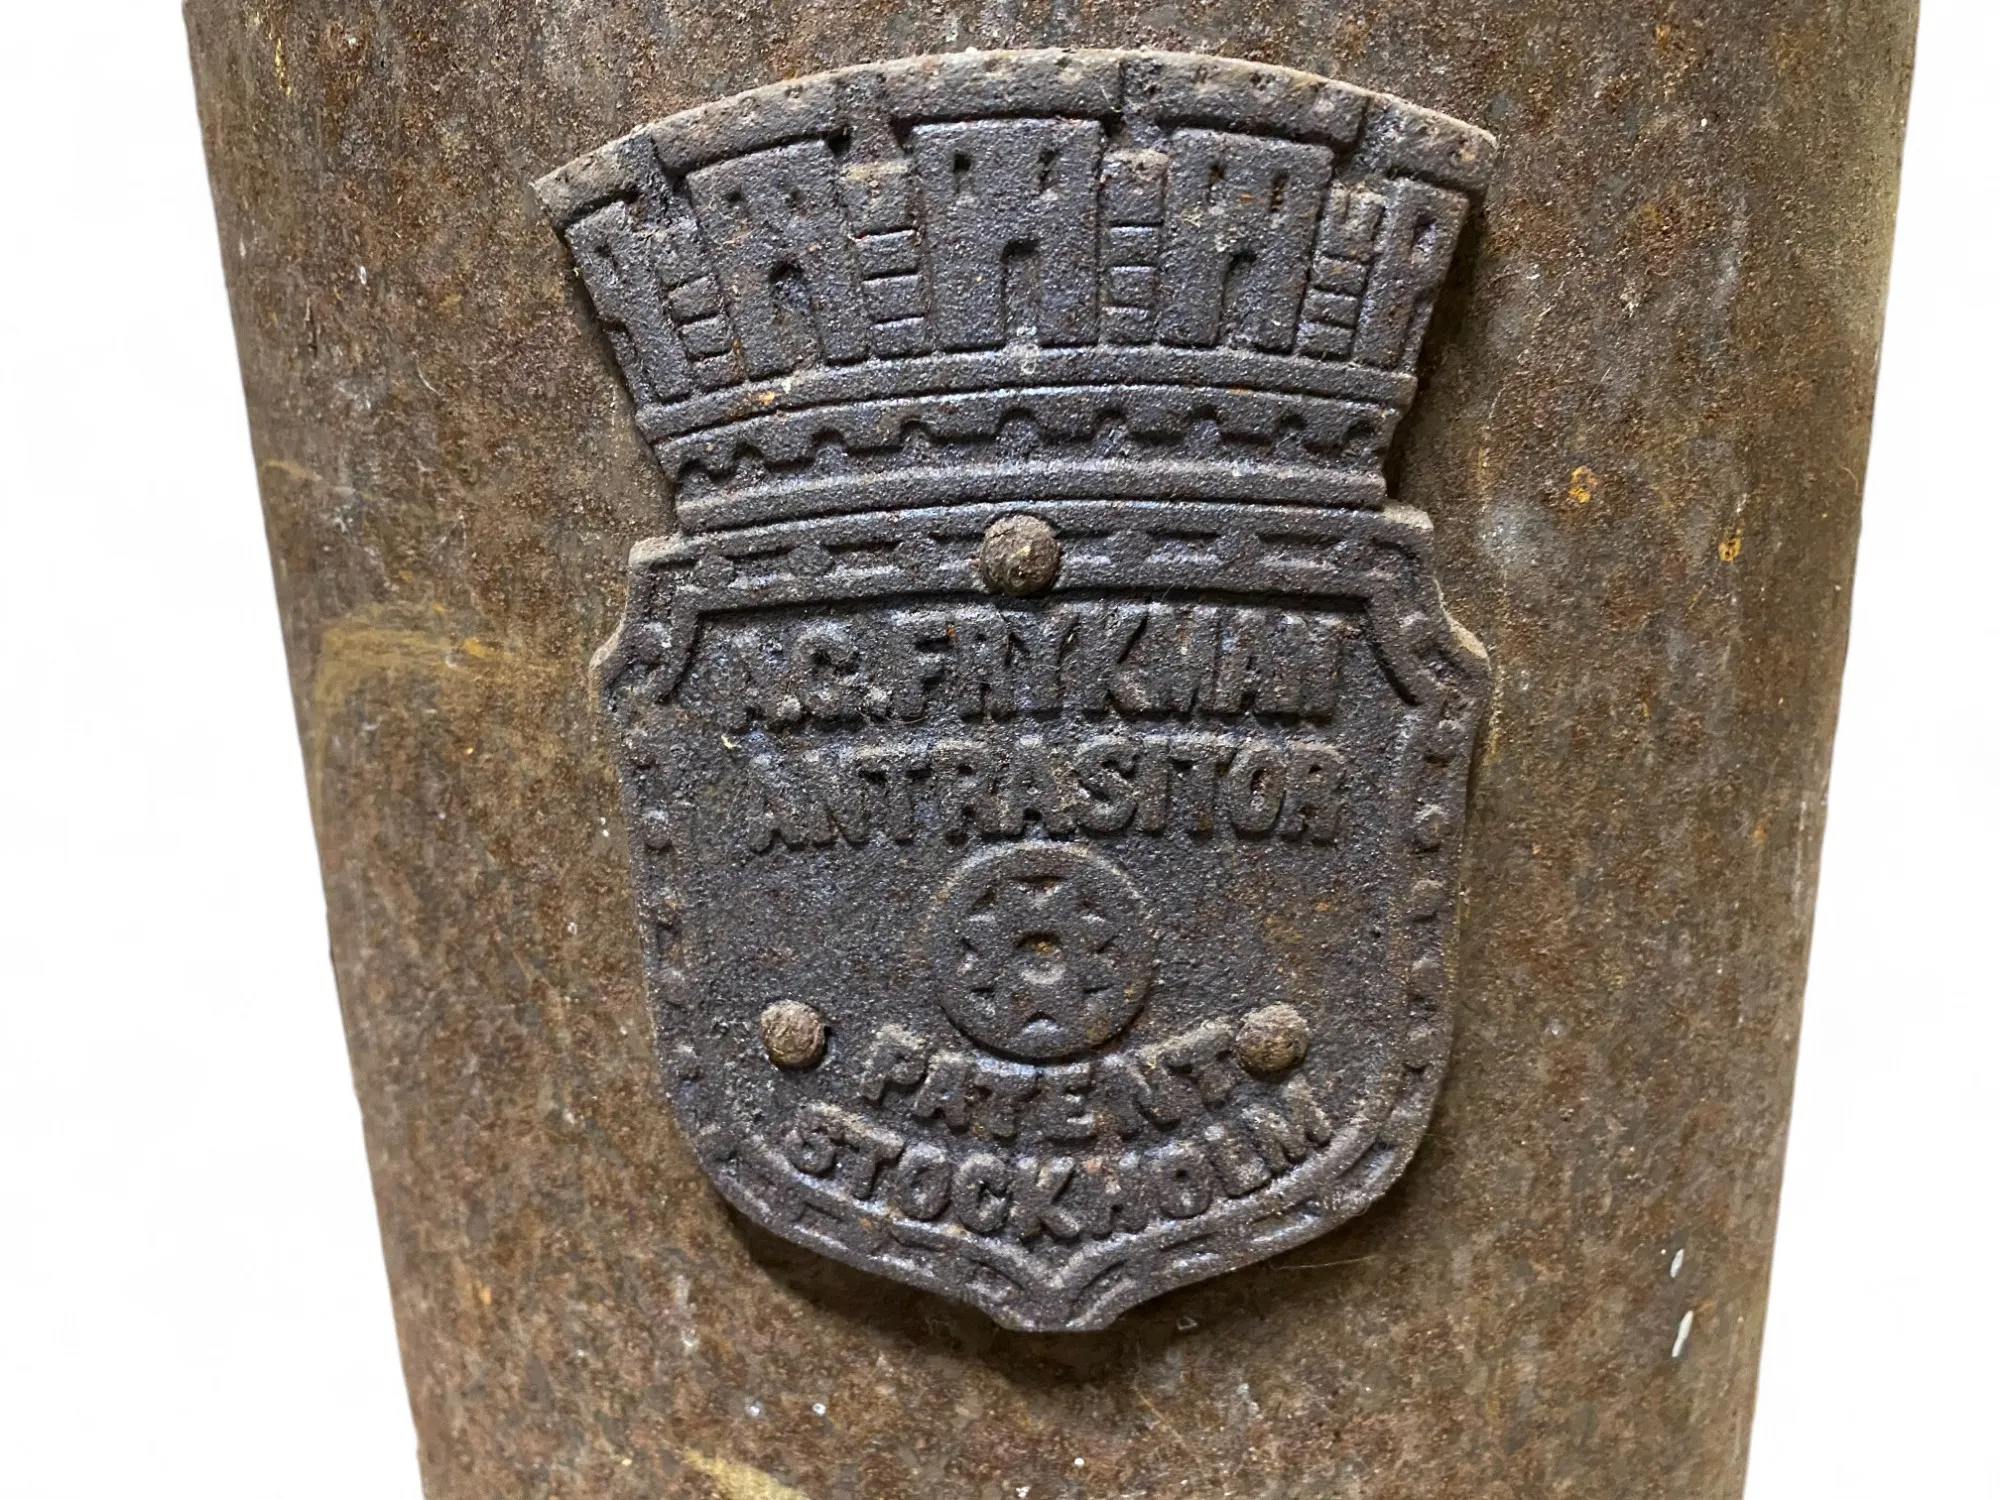 A.C. FRYKMAN
ANTRASITOR
PATENT
STOCKHOLM